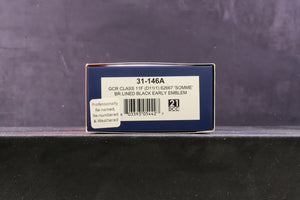 31-146A
GCR CLASS 11F (D11/1) 62667 'SOMME'
BR LINED BLACK EARLY EMBLEM
Professionally
Re-named,
Re-numbered
& Weathered
21
DCC